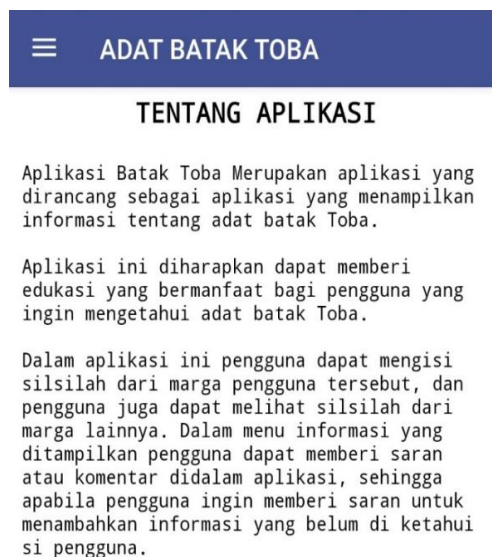 ADAT BATAK TOBA
TENTANG APLIKASI
Aplikasi Batak Toba Merupakan aplikasi yang
dirancang sebagai aplikasi yang menampilkan
informasi tentang adat batak Toba.
Aplikasi ini diharapkan dapat memberi
edukasi yang bermanfaat bagi pengguna yang
ingin mengetahui adat batak Toba.
Dalam aplikasi ini pengguna dapat mengisi
silsilah dari marga pengguna tersebut, dan
pengguna juga dapat melihat silsilah dari
marga lainnya. Dalam menu informasi yang
ditampilkan pengguna dapat memberi saran
atau komentar didalam aplikasi, sehingga
apabila pengguna ingin memberi saran untuk
menambahkan informasi yang belum di ketahui
si pengguna.